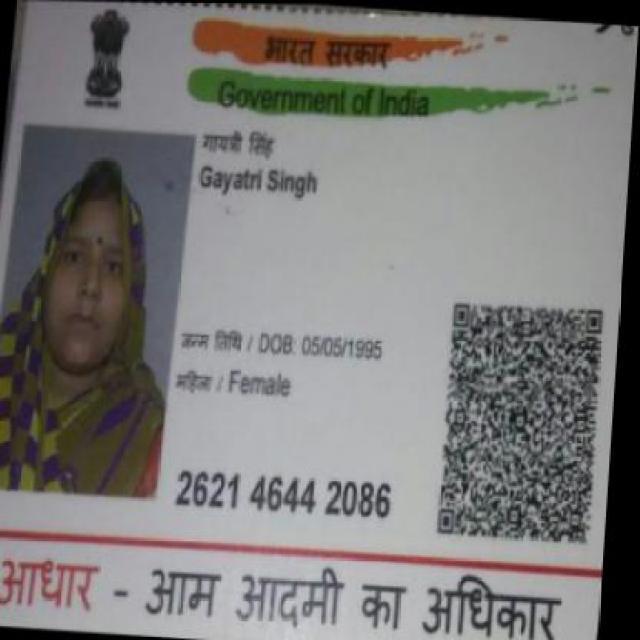 भारत सरकार
Government of India
गायत्री सिंह
Gayatri Singh
जन्म तिथि / DOB: 05/05/1995
महिला / Female
2621 4644 2086
आधार - आम आदमी का अधिकार